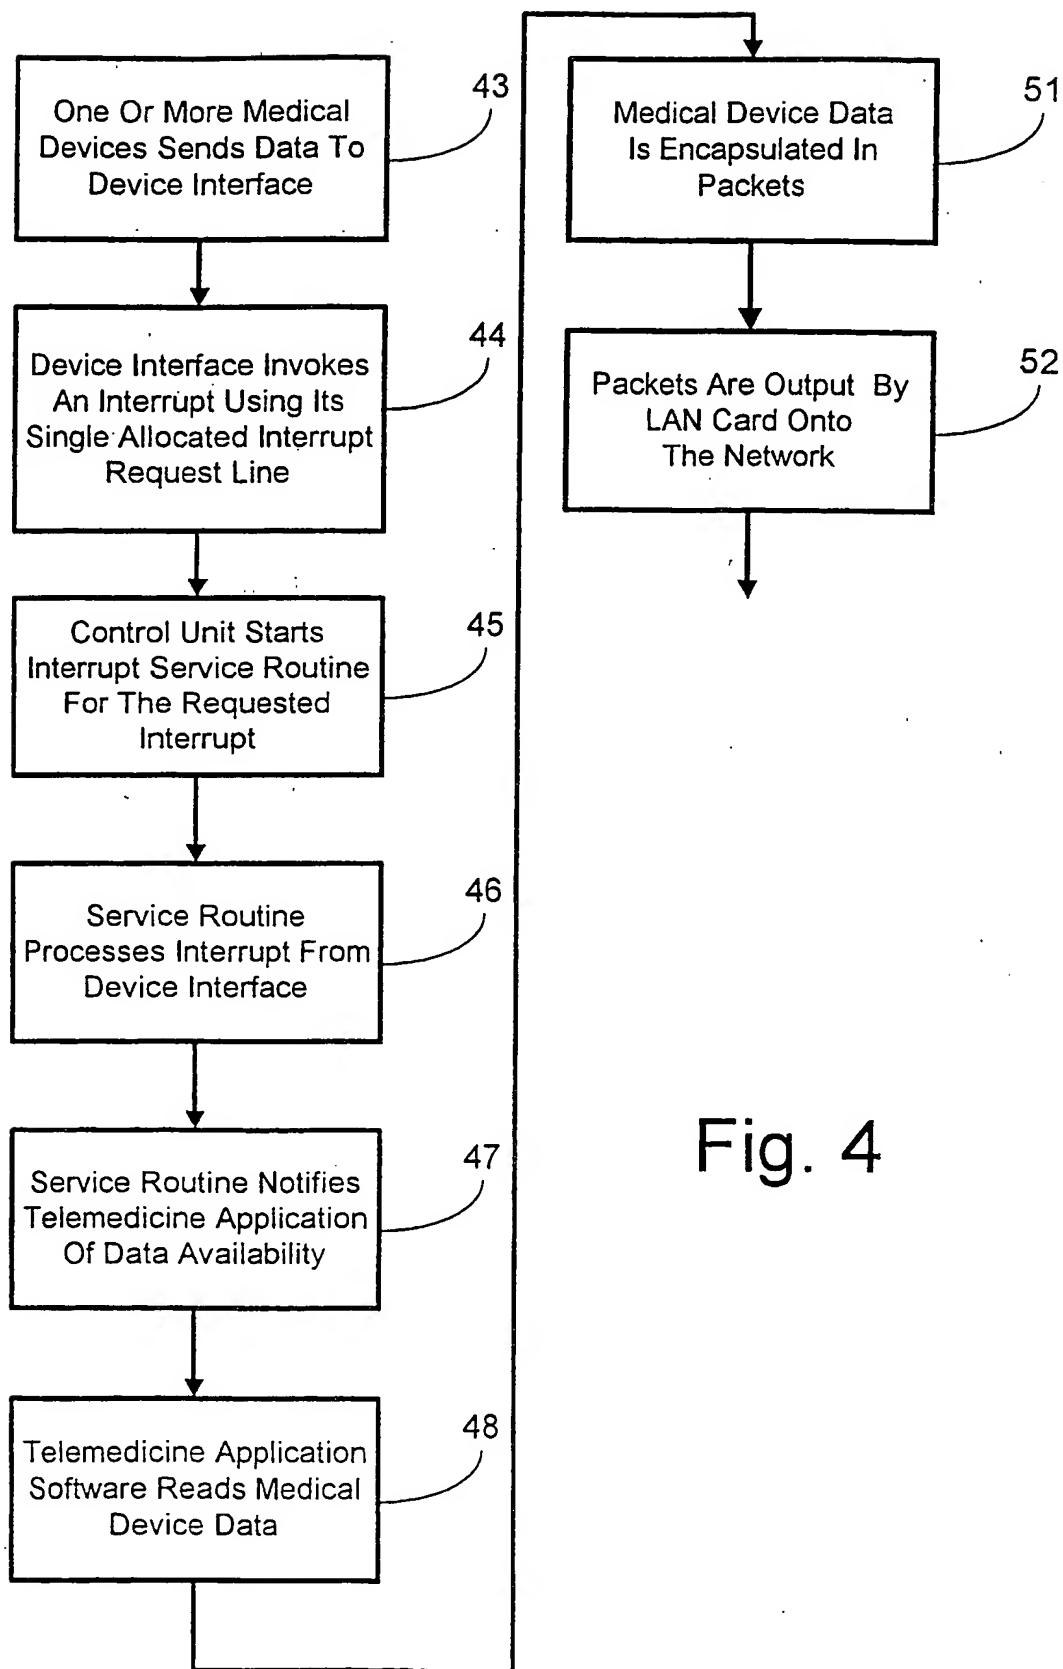 One Or More Medical
Devices Sends Data To
Device Interface
43
Device Interface Invokes
An Interrupt Using Its
Single Allocated Interrupt
Request Line
44
Control Unit Starts
Interrupt Service Routine
For The Requested
Interrupt
45
Service Routine
Processes Interrupt From
Device Interface
46
Service Routine Notifies
Telemedicine Application
Of Data Availability
47
Telemedicine Application
Software Reads Medical
Device Data
48
Medical Device Data
Is Encapsulated In
Packets
51
Packets Are Output By
LAN Card Onto
The Network
52
Fig. 4